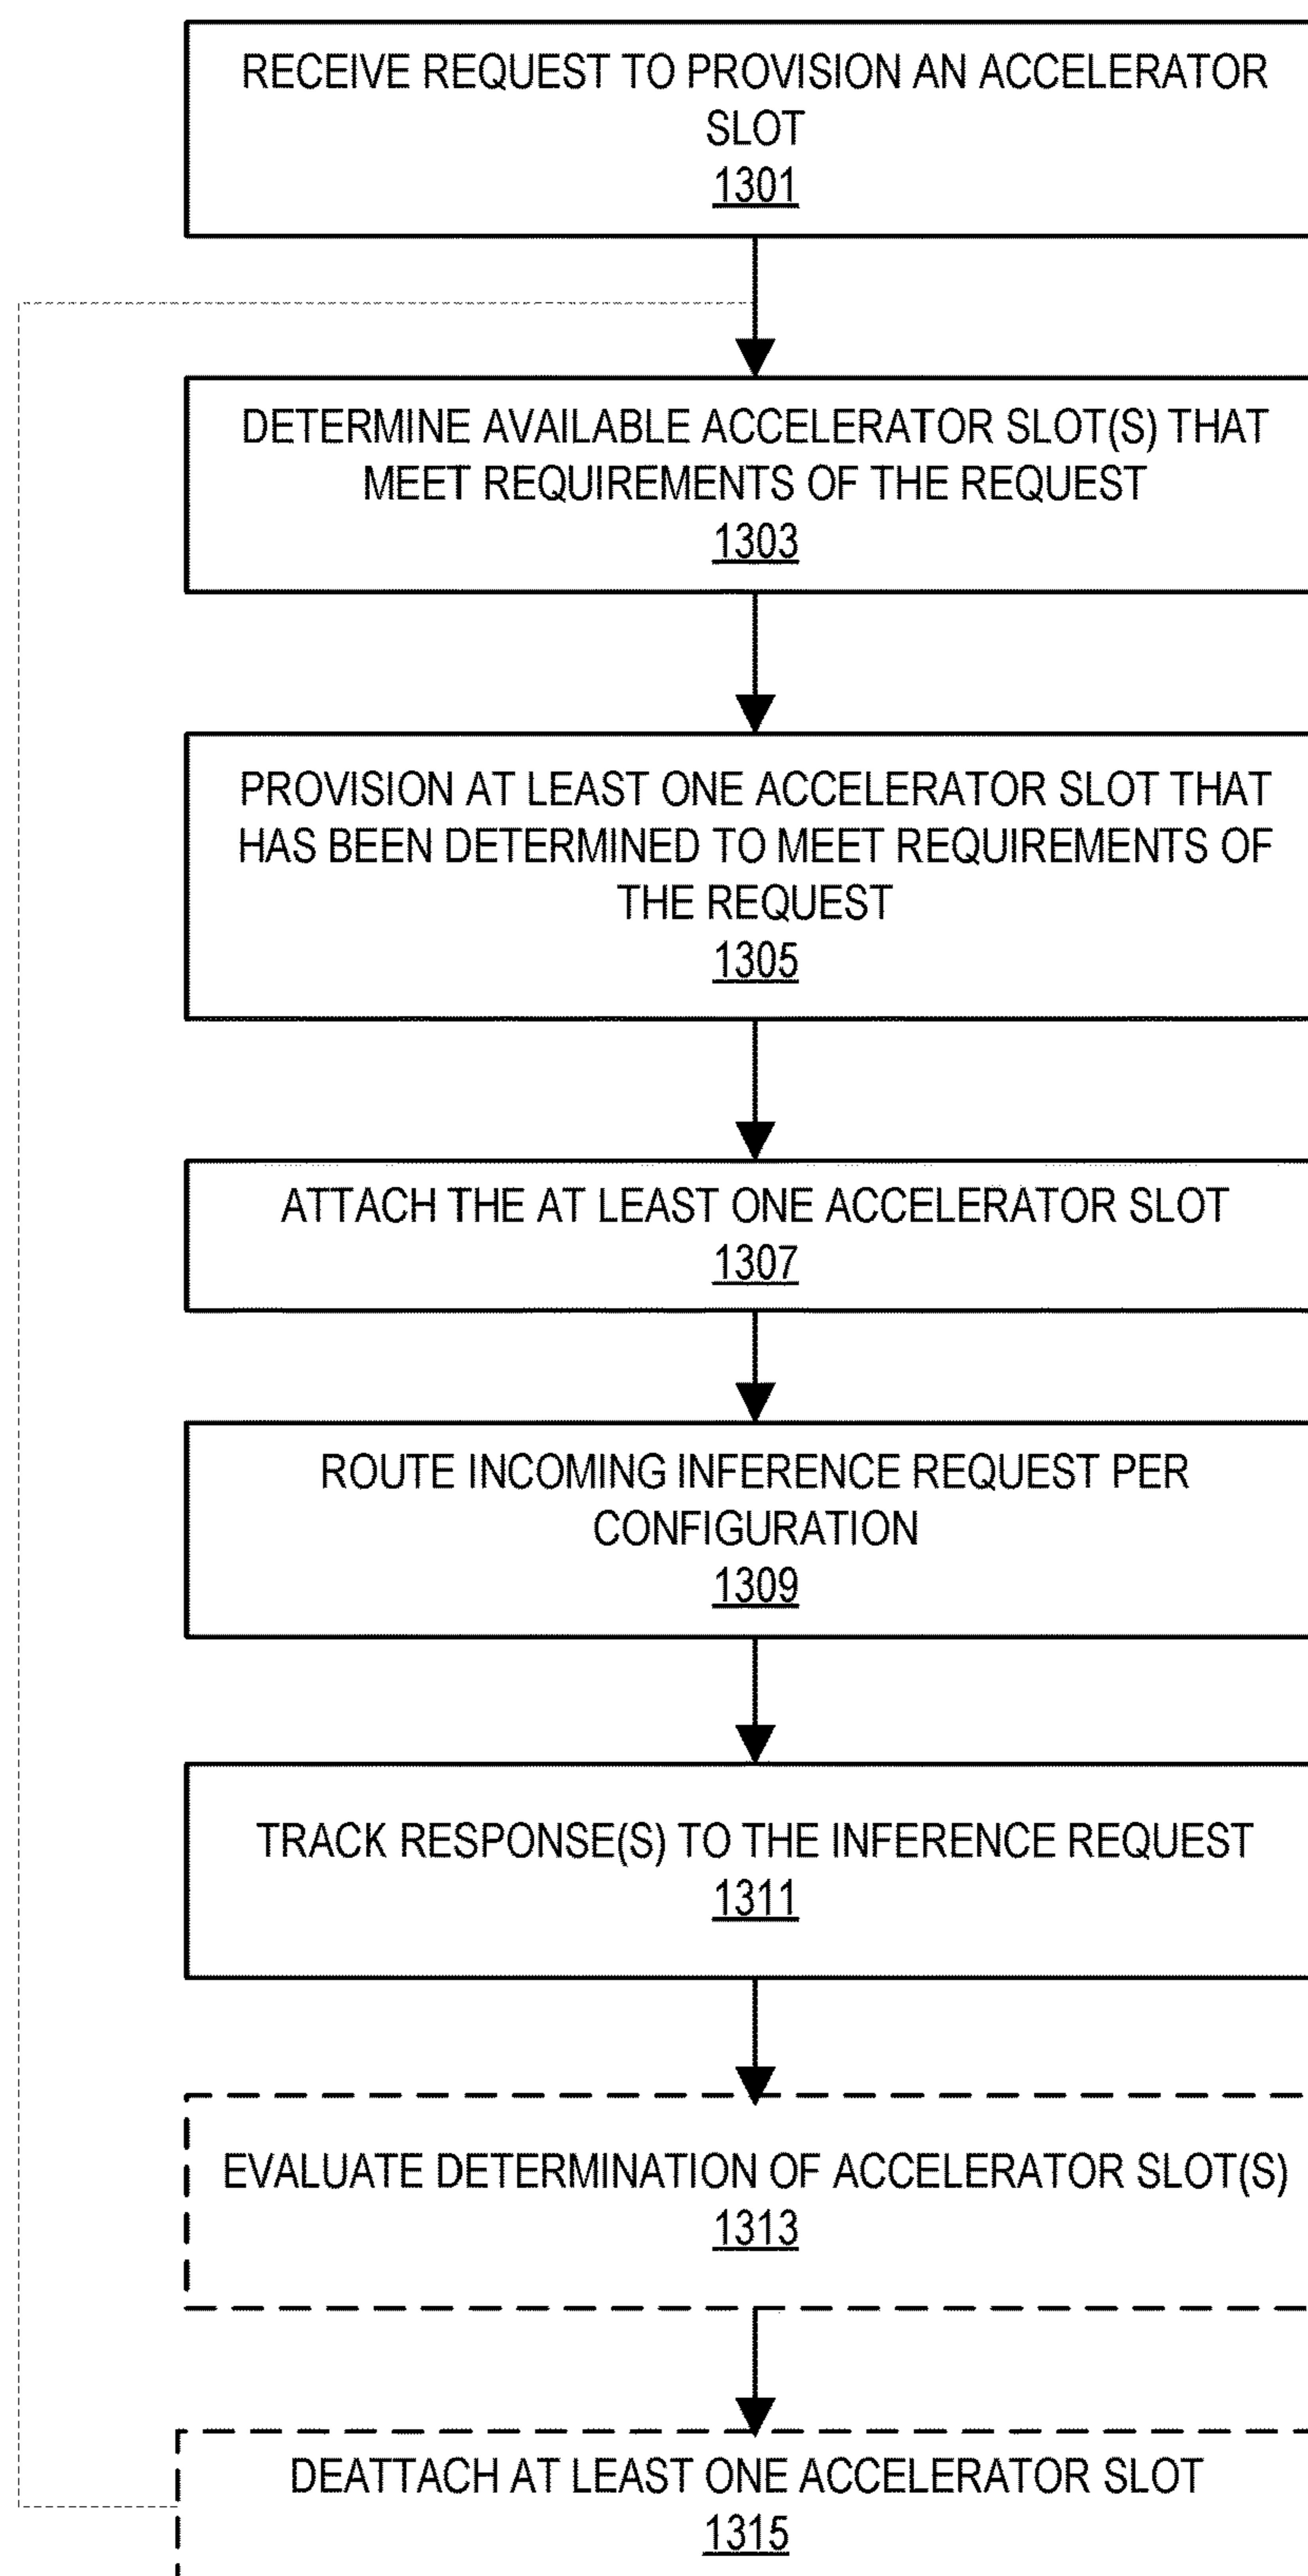 RECEIVE REQUEST TO PROVISION AN ACCELERATOR
SLOT
1301
DETERMINE AVAILABLE ACCELERATOR SLOT(S) THAT
MEET REQUIREMENTS OF THE REQUEST
1303
PROVISION AT LEAST ONE ACCELERATOR SLOT THAT
HAS BEEN DETERMINED TO MEET REQUIREMENTS OF
THE REQUEST
1305
ATTACH THE AT LEAST ONE ACCELERATOR SLOT
1307
ROUTE INCOMING INFERENCE REQUEST PER
CONFIGURATION
1309
TRACK RESPONSE(S) TO THE INFERENCE REQUEST
1311
EVALUATE DETERMINATION OF ACCELERATOR SLOT(S)
1313
DEATTACH AT LEAST ONE ACCELERATOR SLOT
1315